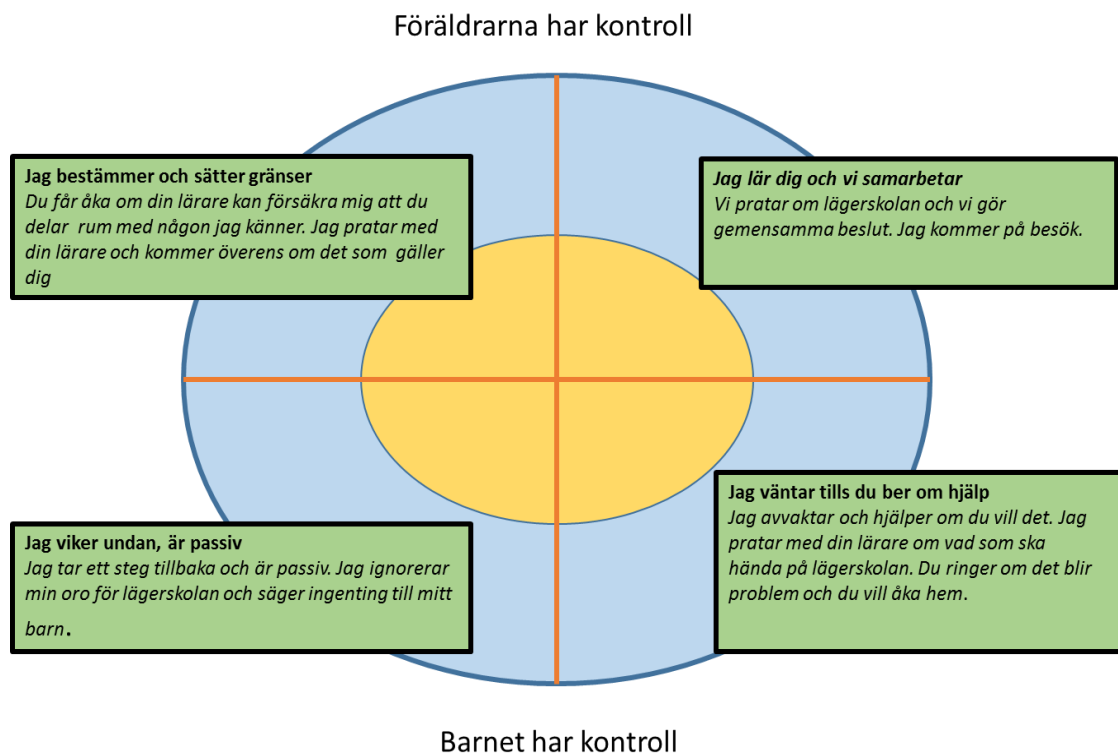 Föräldrarna har kontroll
Jag bestämmer och sätter gränser
Du får åka om din lärare kan försäkra mig att du
delar  rum med någon jag känner. Jag pratar med
din lärare och kommer överens om det som  gäller
dig
Jag lär dig och vi samarbetar
Vi pratar om lägerskolan och vi gör
gemensamma beslut. Jag kommer på besök.
Jag viker undan, är passiv
Jag tar ett steg tillbaka och är passiv. Jag ignorerar
min oro för lägerskolan och säger ingenting till mitt
barn.
Jag väntar tills du ber om hjälp
Jag avvaktar och hjälper om du vill det. Jag
pratar med din lärare om vad som ska
hända på lägerskolan. Du ringer om det blir
problem och du vill åka hem.
Barnet har kontroll